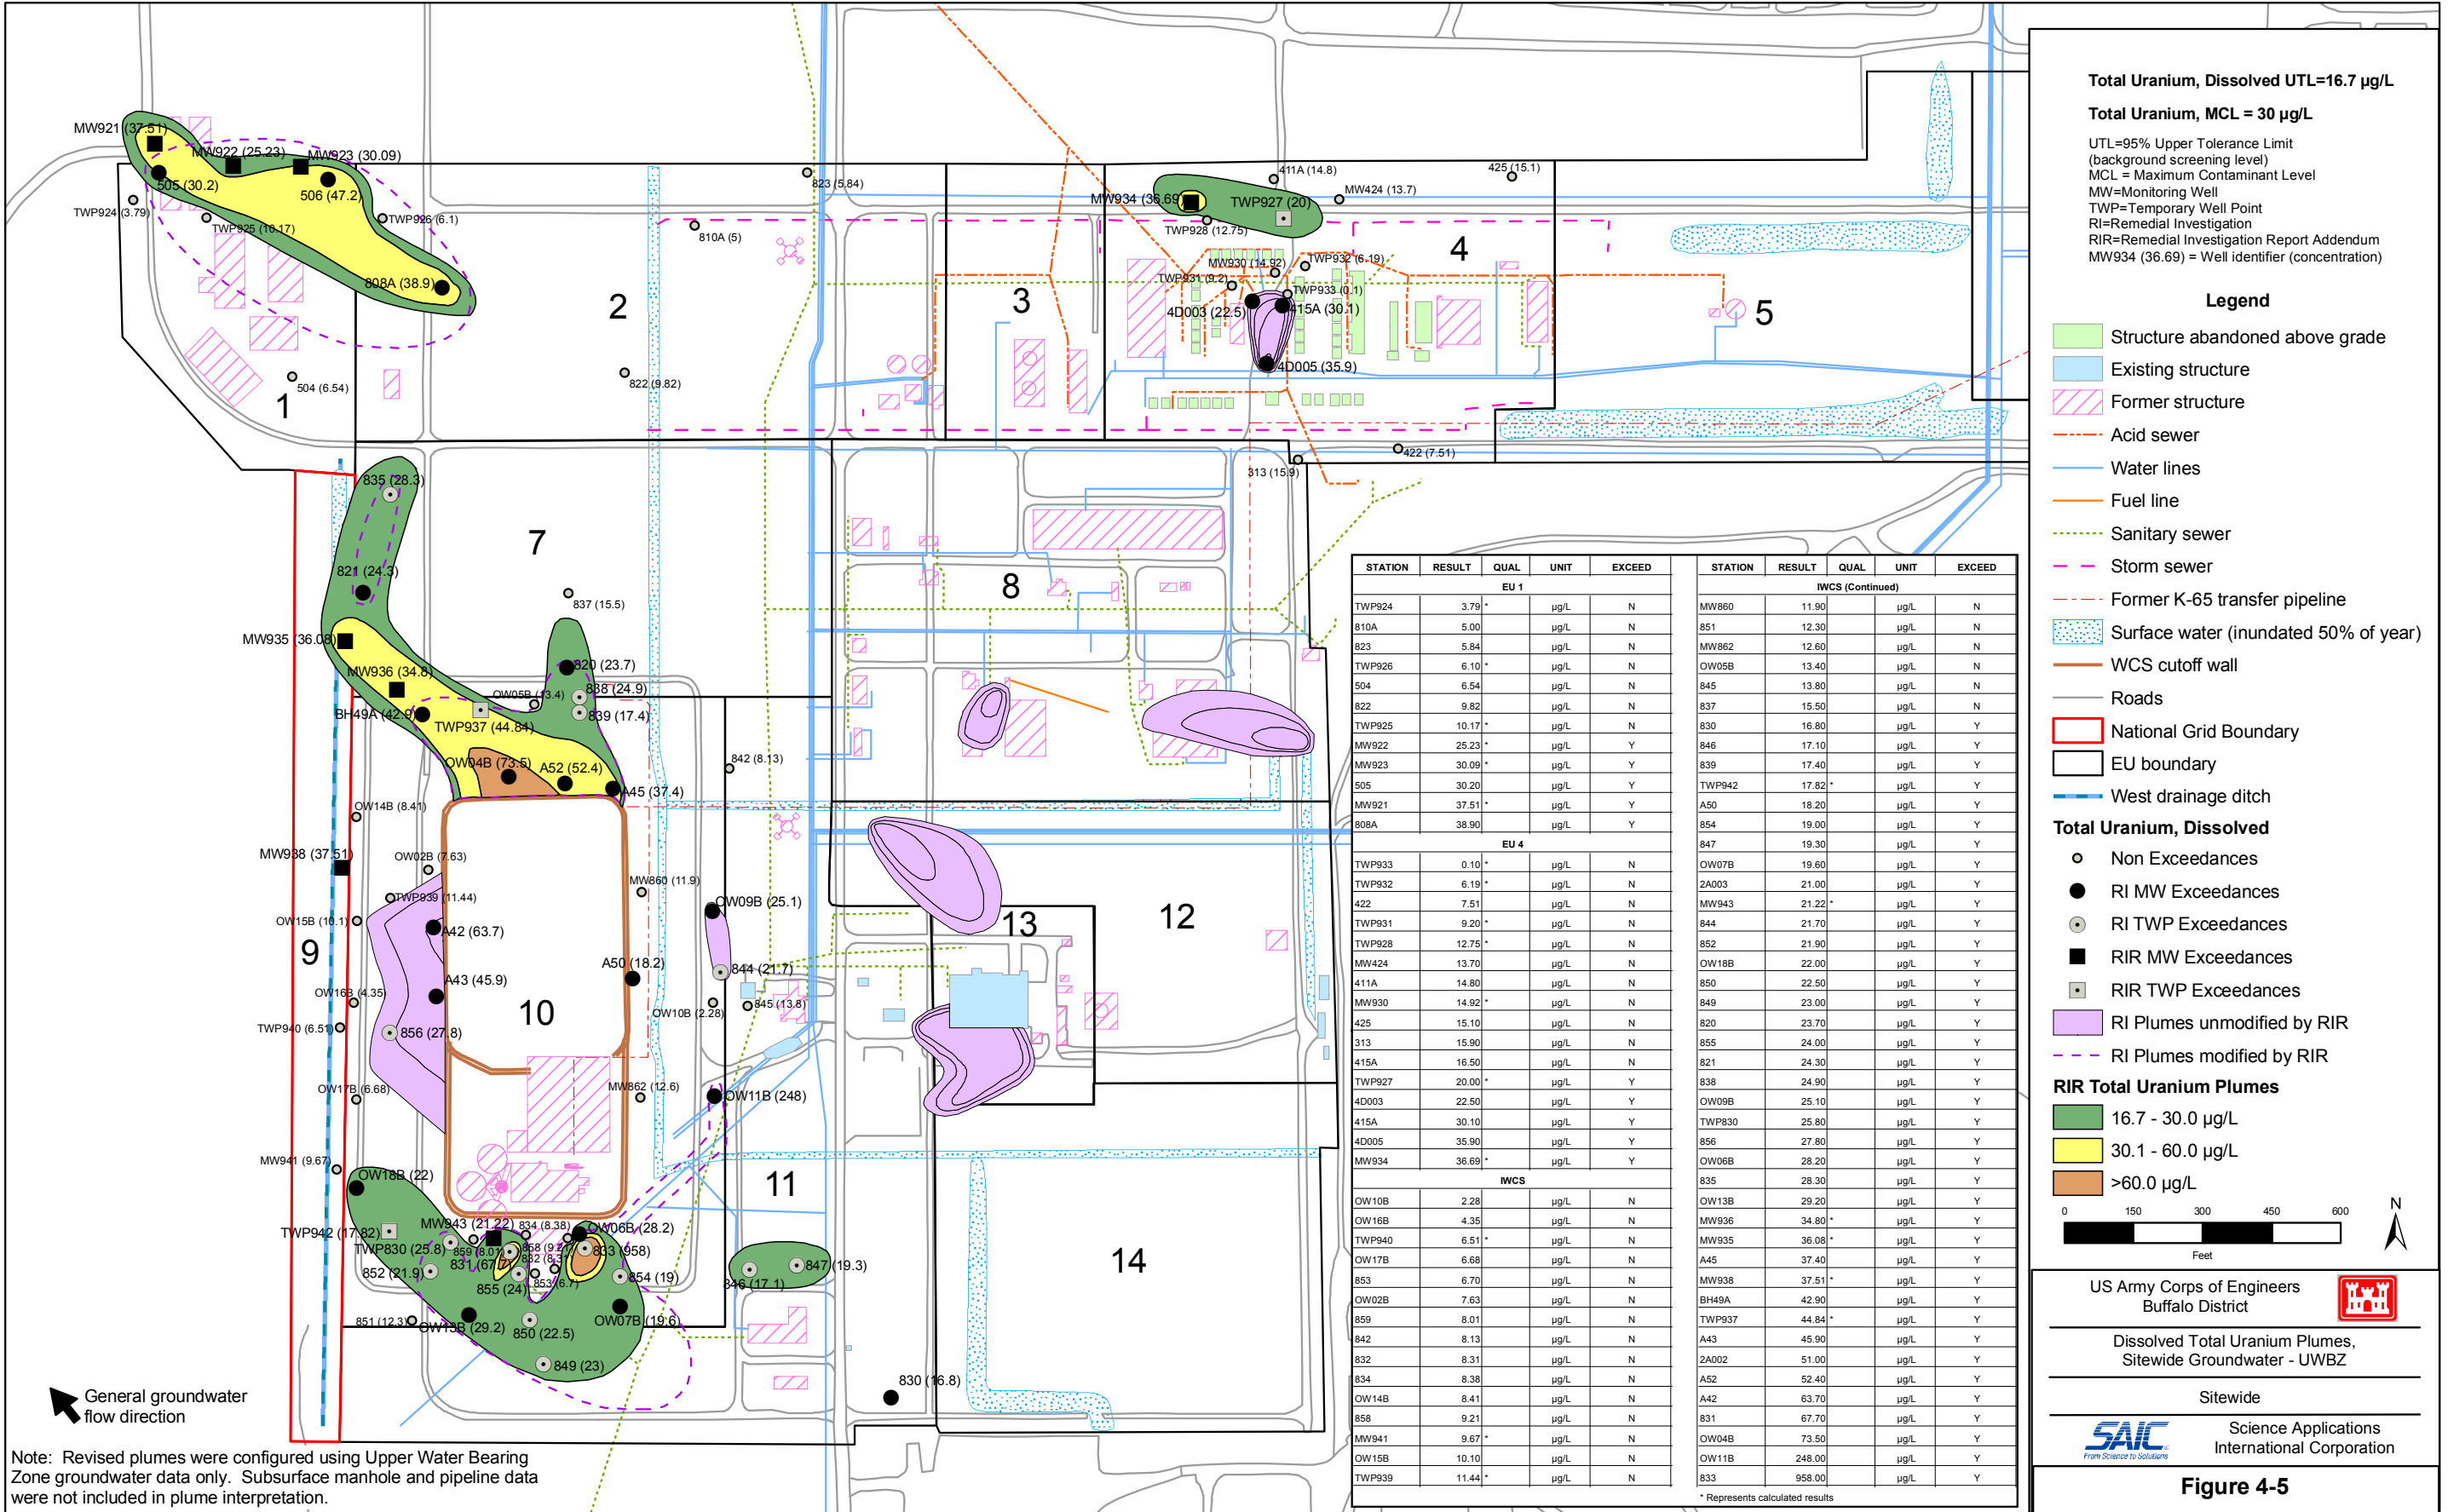 Total Uranium, Dissolved UTL=16.7 µg/L
Total Uranium, MCL = 30 µg/L
UTL=95% Upper Tolerance Limit
(background screening level)
MCL = Maximum Contaminant Level
MW=Monitoring Well
TWP=Temporary Well Point
RI=Remedial Investigation
RIR=Remedial Investigation Report Addendum
MW934 (36.69) = Well identifier (concentration)
Legend
Structure abandoned above grade
Existing structure
Former structure
Acid sewer
Water lines
Fuel line
Sanitary sewer
Storm sewer
Former K-65 transfer pipeline
Surface water (inundated 50% of year)
WCS cutoff wall
Roads
National Grid Boundary
EU boundary
West drainage ditch
Total Uranium, Dissolved
Non Exceedances
RI MW Exceedances
RI TWP Exceedances
RIR MW Exceedances
RIR TWP Exceedances
RI Plumes unmodified by RIR
RI Plumes modified by RIR
RIR Total Uranium Plumes
16.7 - 30.0 µg/L
30.1 - 60.0 µg/L
>60.0 µg/L
0 150 300 450 600
Feet
N
US Army Corps of Engineers
Buffalo District
Dissolved Total Uranium Plumes,
Sitewide Groundwater - UWBZ
Sitewide
SAIC
From Science to Solutions
Science Applications
International Corporation
Figure 4-5
MW921 (37.51)
MW922 (25.23)
MW923 (30.09)
505 (30.2)
506 (47.2)
TWP924 (3.79)
TWP925 (10.17)
TWP926 (6.1)
808A (38.9)
504 (6.54)
1
823 (5.84)
810A (5)
2
822 (9.82)
3
411A (14.8)
425 (15.1)
MW424 (13.7)
MW934 (36.69)
TWP927 (20)
TWP928 (12.75)
4
MW930 (14.92)
TWP932 (6.19)
TWP931 (9.2)
TWP933 (0.1)
4D003 (22.5)
415A (30.1)
4D005 (35.9)
5
422 (7.51)
313 (15.9)
835 (28.3)
7
821 (24.3)
837 (15.5)
8
MW935 (36.08)
820 (23.7)
MW936 (34.8)
838 (24.9)
OW05B (13.4)
839 (17.4)
BH49A (42.9)
TWP937 (44.84)
OW04B (73.5)
A52 (52.4)
A45 (37.4)
842 (8.13)
OW14B (8.41)
MW938 (37.51)
OW02B (7.63)
TWP939 (11.44)
MW860 (11.9)
OW09B (25.1)
OW15B (10.1)
A42 (63.7)
9
13
12
A50 (18.2)
844 (21.7)
A43 (45.9)
OW16B (4.35)
10
845 (13.8)
OW10B (2.28)
TWP940 (6.51)
856 (27.8)
OW17B (6.68)
MW862 (12.6)
OW11B (248)
MW941 (9.67)
OW18B (22)
11
TWP942 (17.82)
MW943 (21.22)
834 (8.38)
OW06B (28.2)
TWP830 (25.8)
859 (8.01)
858 (9.21)
833 (958)
831 (67.7)
832 (8.31)
852 (21.9)
853 (6.7)
854 (19)
855 (24)
846 (17.1)
847 (19.3)
14
851 (12.3)
OW13B (29.2)
850 (22.5)
OW07B (19.6)
849 (23)
830 (16.8)
General groundwater
flow direction
Note: Revised plumes were configured using Upper Water Bearing
Zone groundwater data only. Subsurface manhole and pipeline data
were not included in plume interpretation.
STATION RESULT QUAL UNIT EXCEED
EU 1
TWP924 3.79 * µg/L N
810A 5.00 µg/L N
823 5.84 µg/L N
TWP926 6.10 * µg/L N
504 6.54 µg/L N
822 9.82 µg/L N
TWP925 10.17 * µg/L N
MW922 25.23 * µg/L Y
MW923 30.09 * µg/L Y
505 30.20 µg/L Y
MW921 37.51 * µg/L Y
808A 38.90 µg/L Y
EU 4
TWP933 0.10 * µg/L N
TWP932 6.19 * µg/L N
422 7.51 µg/L N
TWP931 9.20 * µg/L N
TWP928 12.75 * µg/L N
MW424 13.70 µg/L N
411A 14.80 µg/L N
MW930 14.92 * µg/L N
425 15.10 µg/L N
313 15.90 µg/L N
415A 16.50 µg/L N
TWP927 20.00 * µg/L Y
4D003 22.50 µg/L Y
415A 30.10 µg/L Y
4D005 35.90 µg/L Y
MW934 36.69 * µg/L Y
IWCS
OW10B 2.28 µg/L N
OW16B 4.35 µg/L N
TWP940 6.51 * µg/L N
OW17B 6.68 µg/L N
853 6.70 µg/L N
OW02B 7.63 µg/L N
859 8.01 µg/L N
842 8.13 µg/L N
832 8.31 µg/L N
834 8.38 µg/L N
OW14B 8.41 µg/L N
858 9.21 µg/L N
MW941 9.67 * µg/L N
OW15B 10.10 µg/L N
TWP939 11.44 * µg/L N
STATION RESULT QUAL UNIT EXCEED
IWCS (Continued)
MW860 11.90 µg/L N
851 12.30 µg/L N
MW862 12.60 µg/L N
OW05B 13.40 µg/L N
845 13.80 µg/L N
837 15.50 µg/L N
830 16.80 µg/L Y
846 17.10 µg/L Y
839 17.40 µg/L Y
TWP942 17.82 * µg/L Y
A50 18.20 µg/L Y
854 19.00 µg/L Y
847 19.30 µg/L Y
OW07B 19.60 µg/L Y
2A003 21.00 µg/L Y
MW943 21.22 * µg/L Y
844 21.70 µg/L Y
852 21.90 µg/L Y
OW18B 22.00 µg/L Y
850 22.50 µg/L Y
849 23.00 µg/L Y
820 23.70 µg/L Y
855 24.00 µg/L Y
821 24.30 µg/L Y
838 24.90 µg/L Y
OW09B 25.10 µg/L Y
TWP830 25.80 µg/L Y
856 27.80 µg/L Y
OW06B 28.20 µg/L Y
835 28.30 µg/L Y
OW13B 29.20 µg/L Y
MW936 34.80 * µg/L Y
MW935 36.08 * µg/L Y
A45 37.40 µg/L Y
MW938 37.51 * µg/L Y
BH49A 42.90 µg/L Y
TWP937 44.84 * µg/L Y
A43 45.90 µg/L Y
2A002 51.00 µg/L Y
A52 52.40 µg/L Y
A42 63.70 µg/L Y
831 67.70 µg/L Y
OW04B 73.50 µg/L Y
OW11B 248.00 µg/L Y
833 958.00 µg/L Y
* Represents calculated results